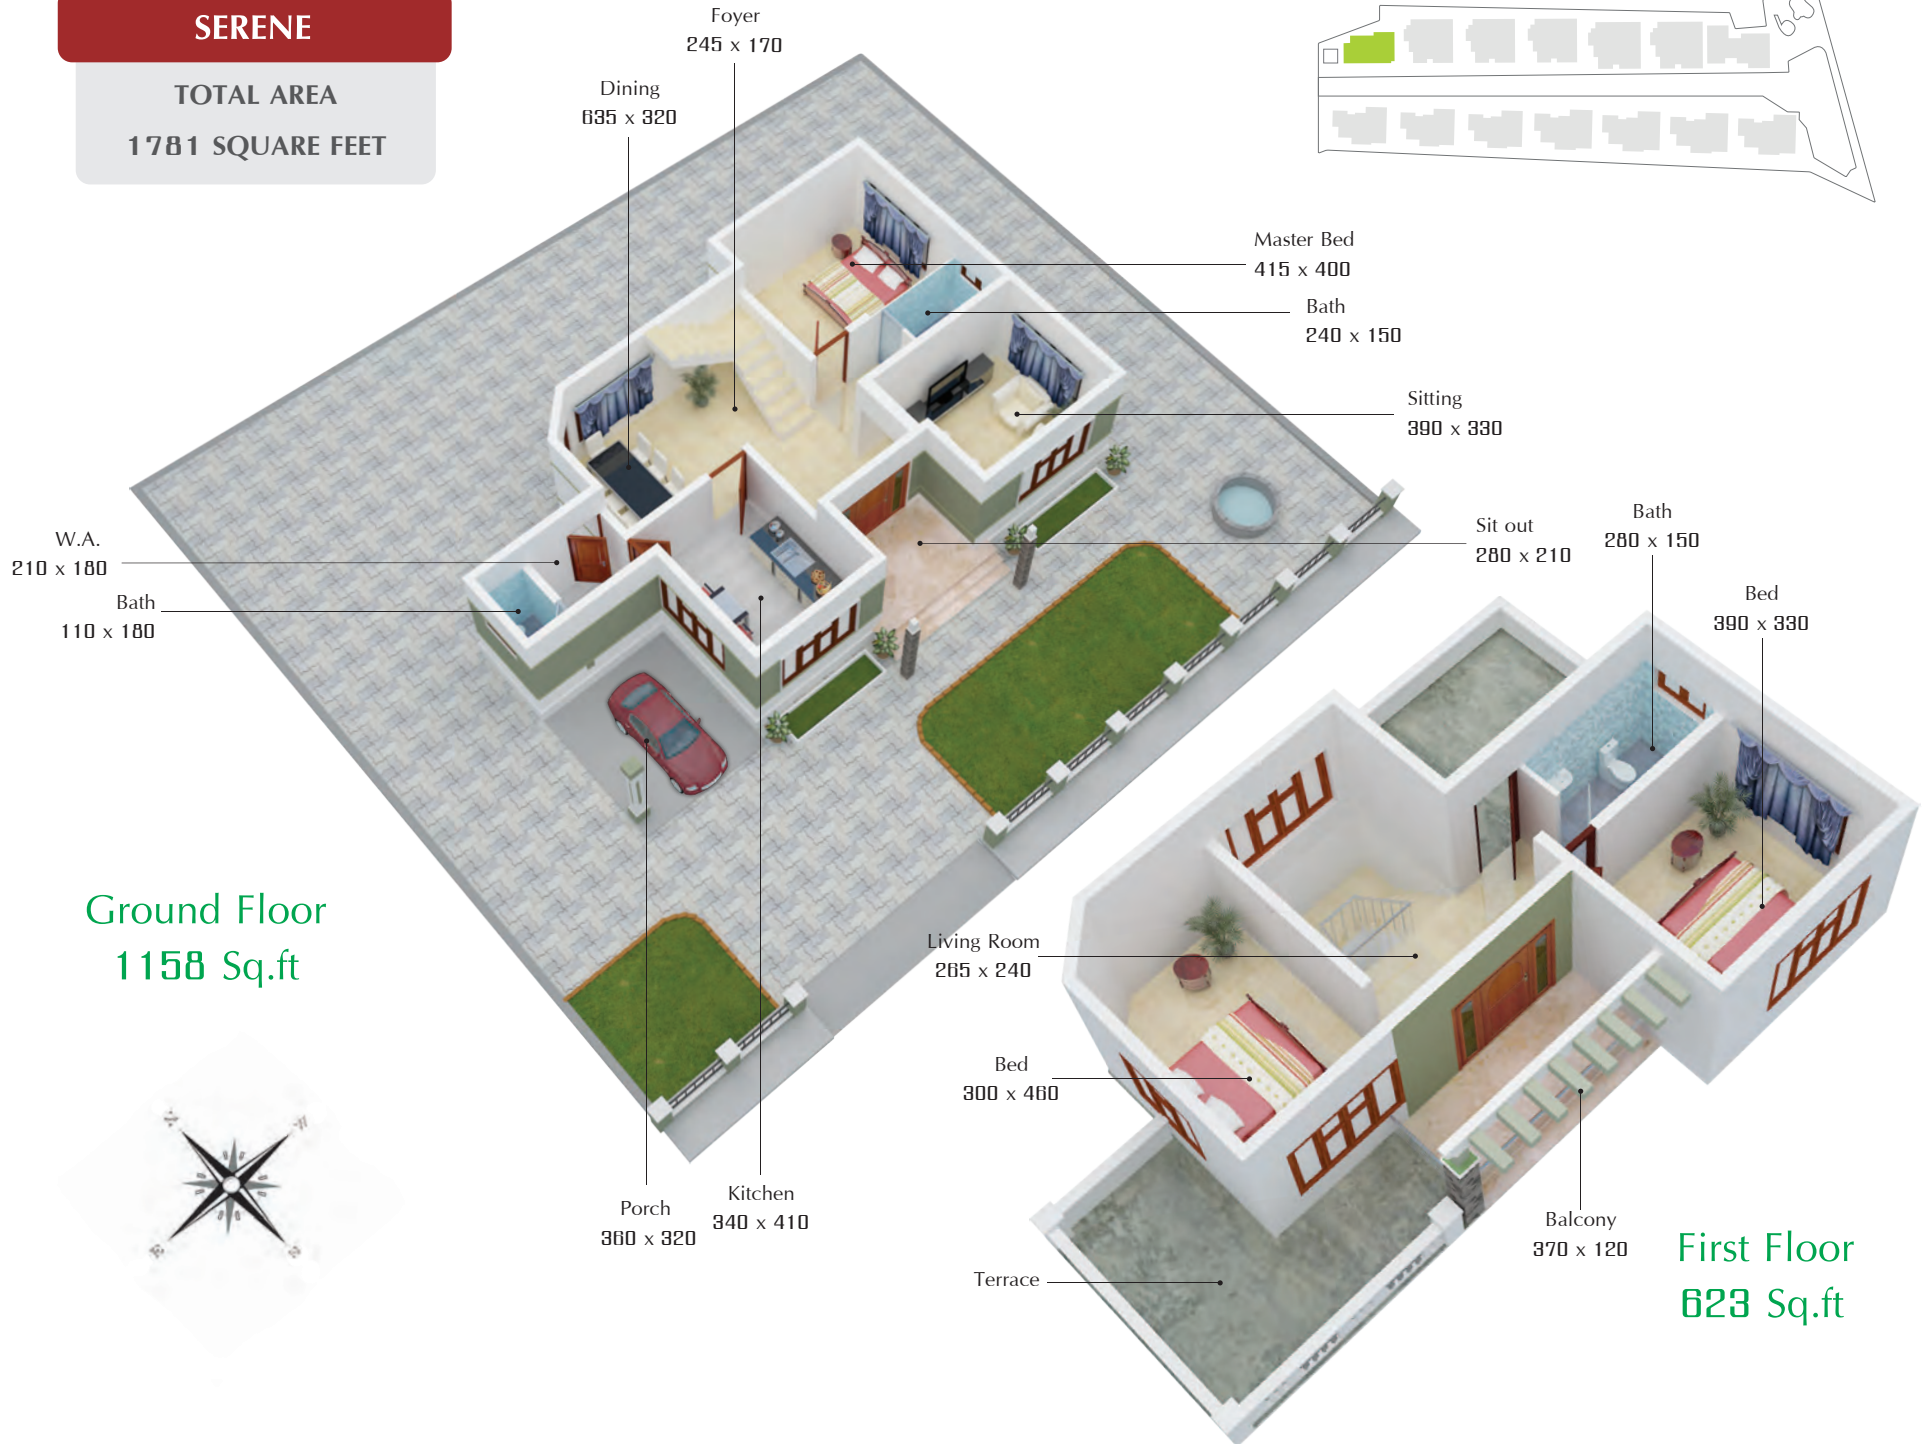 SERENE
TOTAL AREA
1781 SQUARE FEET
Foyer
245 x 170
Dining
635 x 320
Master Bed
415 x 400
Bath
240 x 150
Sitting
390 x 330
Sit out
280 x 210
W.A.
210 x 180
Bath
110 x 180
Bath
280 x 150
Bed
390 x 330
Ground Floor
1158 Sq.ft
Living Room
265 x 240
Bed
300 x 460
Porch
360 x 320
Kitchen
340 x 410
Terrace
Balcony
370 x 120
First Floor
623 Sq.ft